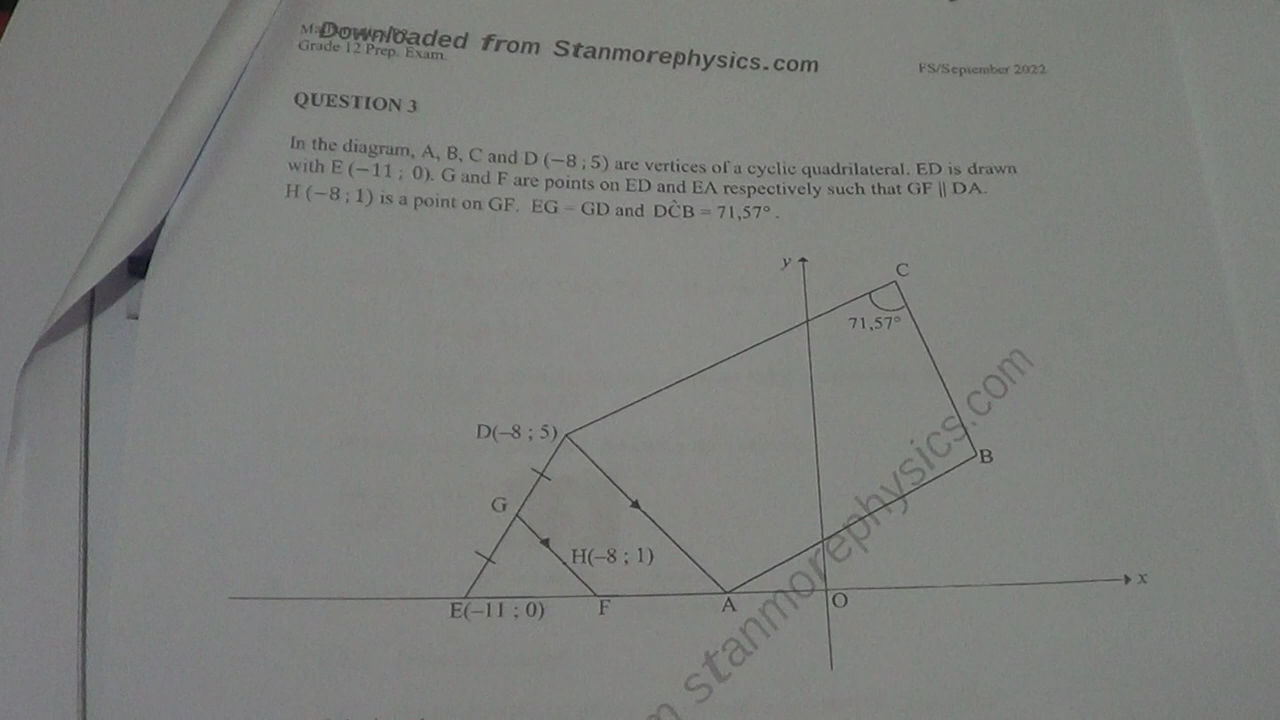 Downloaded from Stanmorephysics.com
Grade 12 Prep. Exam.
FS/September 2022
QUESTION 3
In the diagram, A, B, C and D (−8 ; 5) are vertices of a cyclic quadrilateral. ED is drawn
with E (−11 ; 0). G and F are points on ED and EA respectively such that GF || DA.
H (−8 ; 1) is a point on GF. EG = GD and DĈB = 71,57° .
y
C
71,57°
D(−8 ; 5)
B
G
H(−8 ; 1)
x
E(−11 ; 0)
F
A
O
stanmorephysics.com